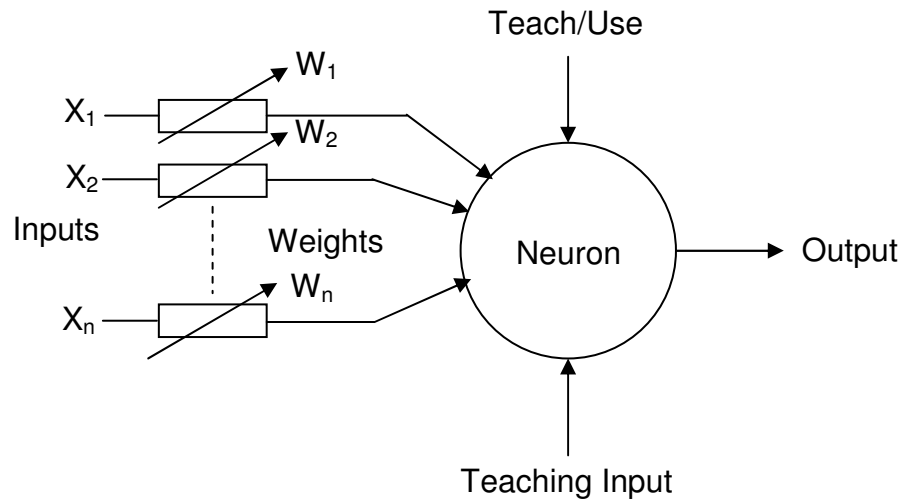 Teach/Use
W₁
X₁
W₂
X₂
Inputs
Weights
Neuron
Output
Wₙ
Xₙ
Teaching Input